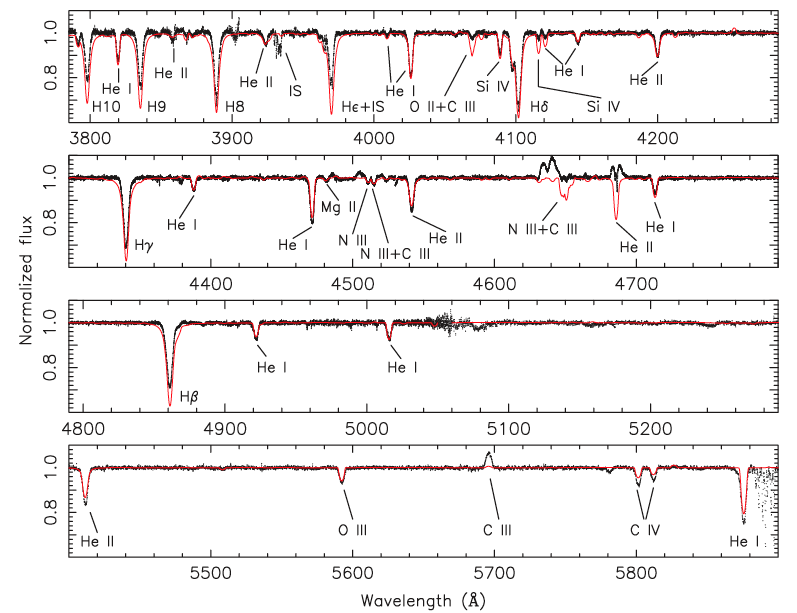 1.0
0.8
He I
He II
He II
IS
He I
Si IV
He I
He II
H10
H9
H8
Hϵ+IS
O II+C III
Hδ
Si IV
3800
3900
4000
4100
4200
1.0
0.8
Hγ
He I
He I
Mg II
N III
N III+C III
He II
N III+C III
He II
He I
4400
4500
4600
4700
Normalized flux
1.0
0.8
Hβ
He I
He I
4800
4900
5000
5100
5200
1.0
0.8
He II
O III
C III
C IV
He I
5500
5600
5700
5800
Wavelength (Å)